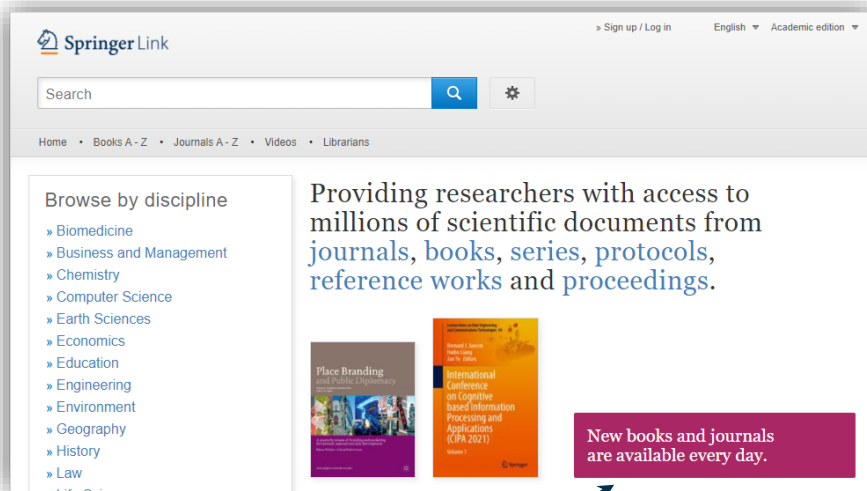 » Sign up / Log in English Academic edition
Springer Link
Search
Home • Books A - Z • Journals A - Z • Videos • Librarians
Browse by discipline
» Biomedicine
» Business and Management
» Chemistry
» Computer Science
» Earth Sciences
» Economics
» Education
» Engineering
» Environment
» Geography
» History
» Law
Providing researchers with access to
millions of scientific documents from
journals, books, series, protocols,
reference works and proceedings.
Place Branding
and Public Diplomacy
International
Conference
on Cognitive
based Information
Processing and
Applications
(CIPA 2021)
Volume 1
Springer
New books and journals
are available every day.